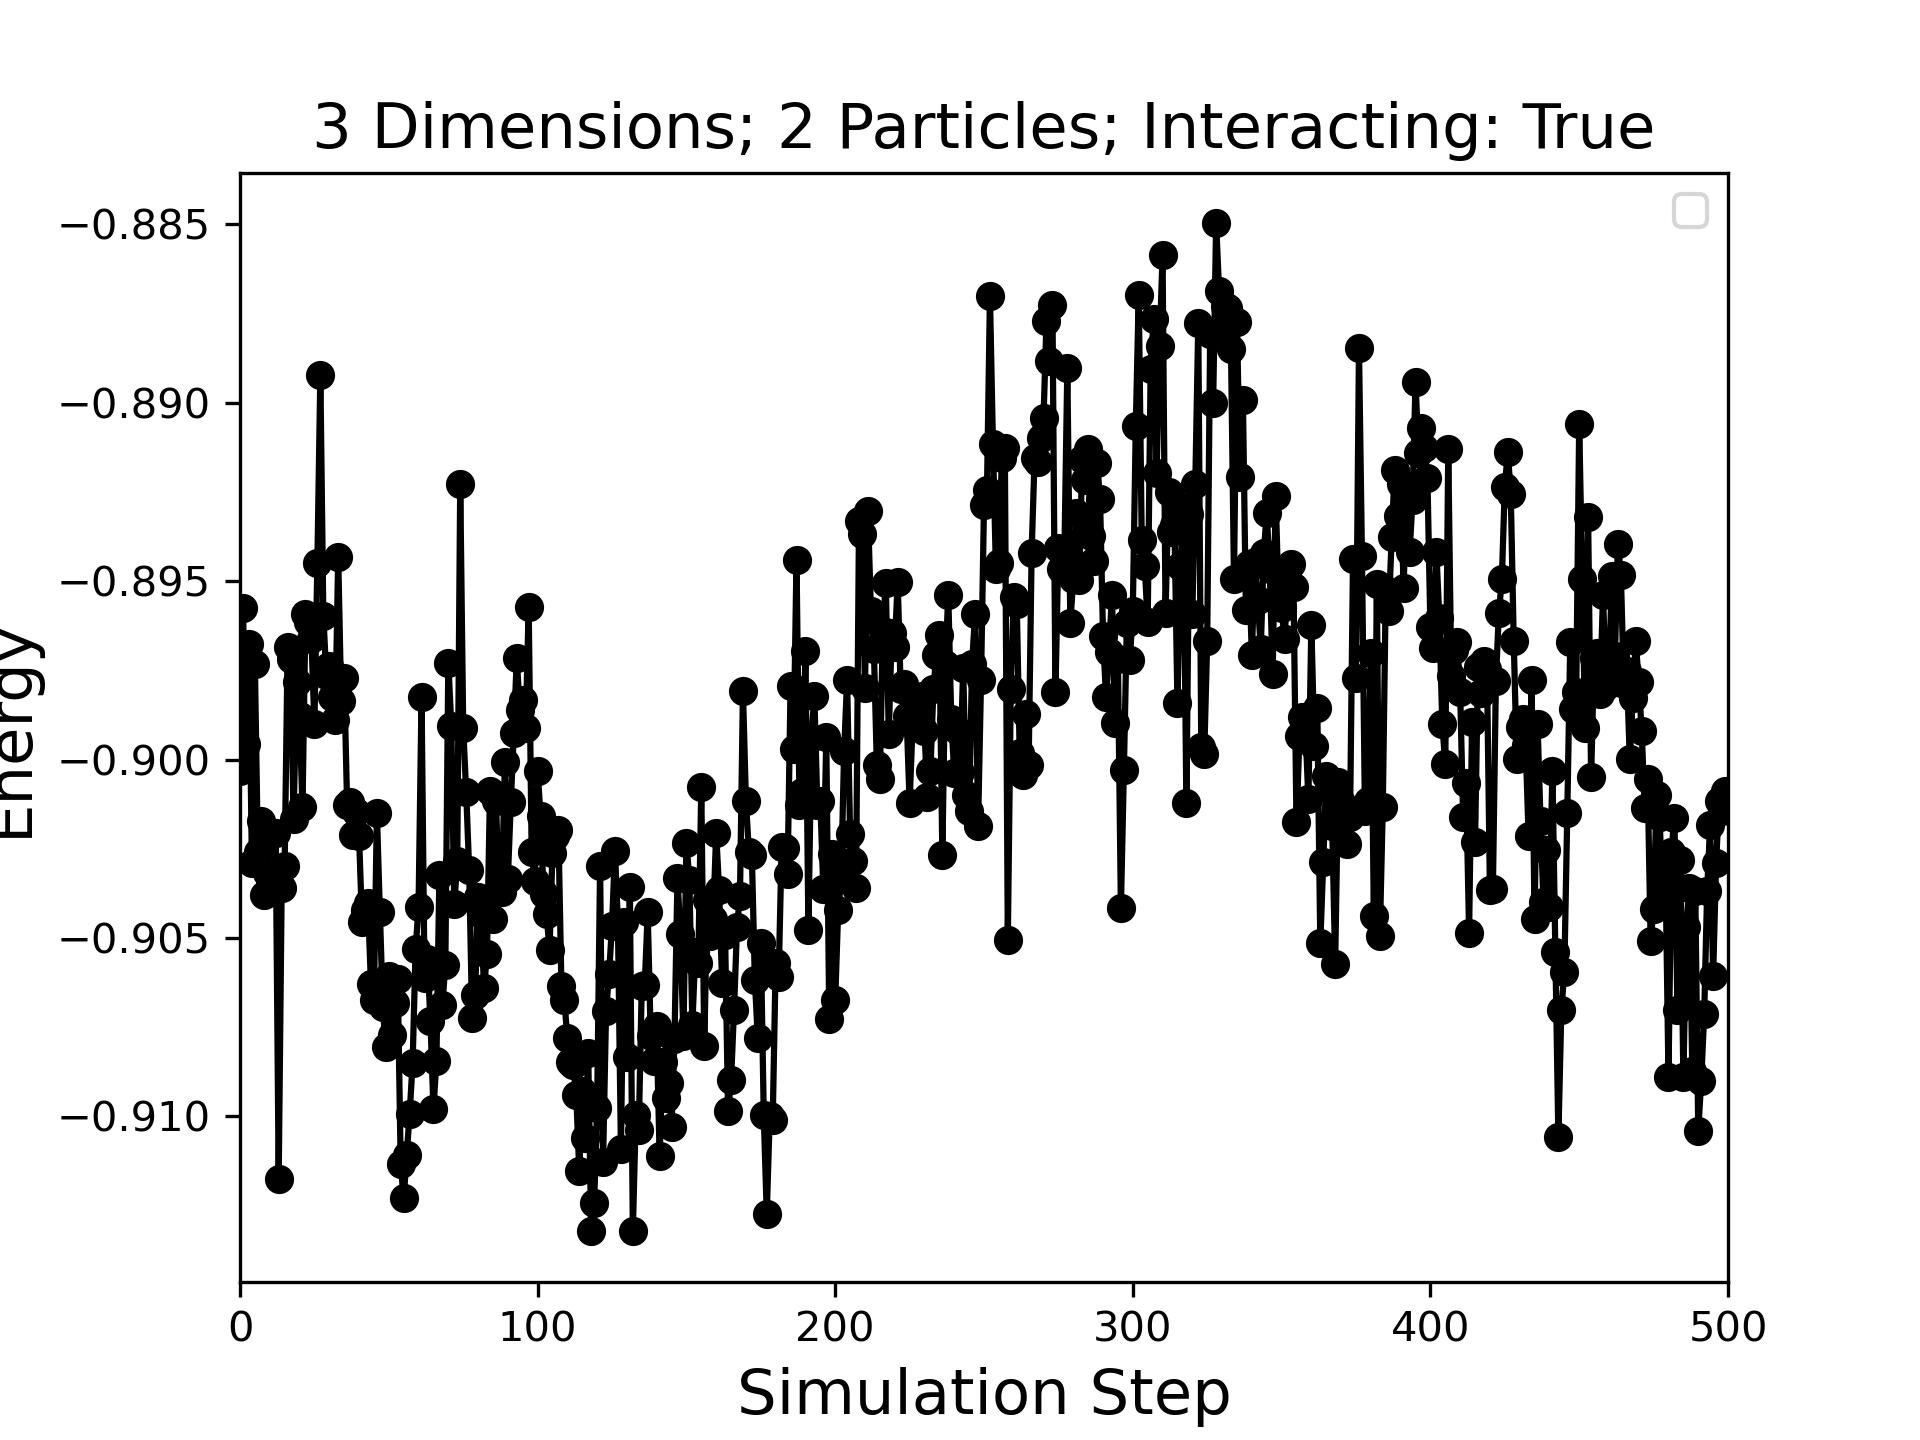 3 Dimensions; 2 Particles; Interacting: True
−0.885
−0.890
−0.895
−0.900
−0.905
−0.910
Energy
0 100 200 300 400 500
Simulation Step